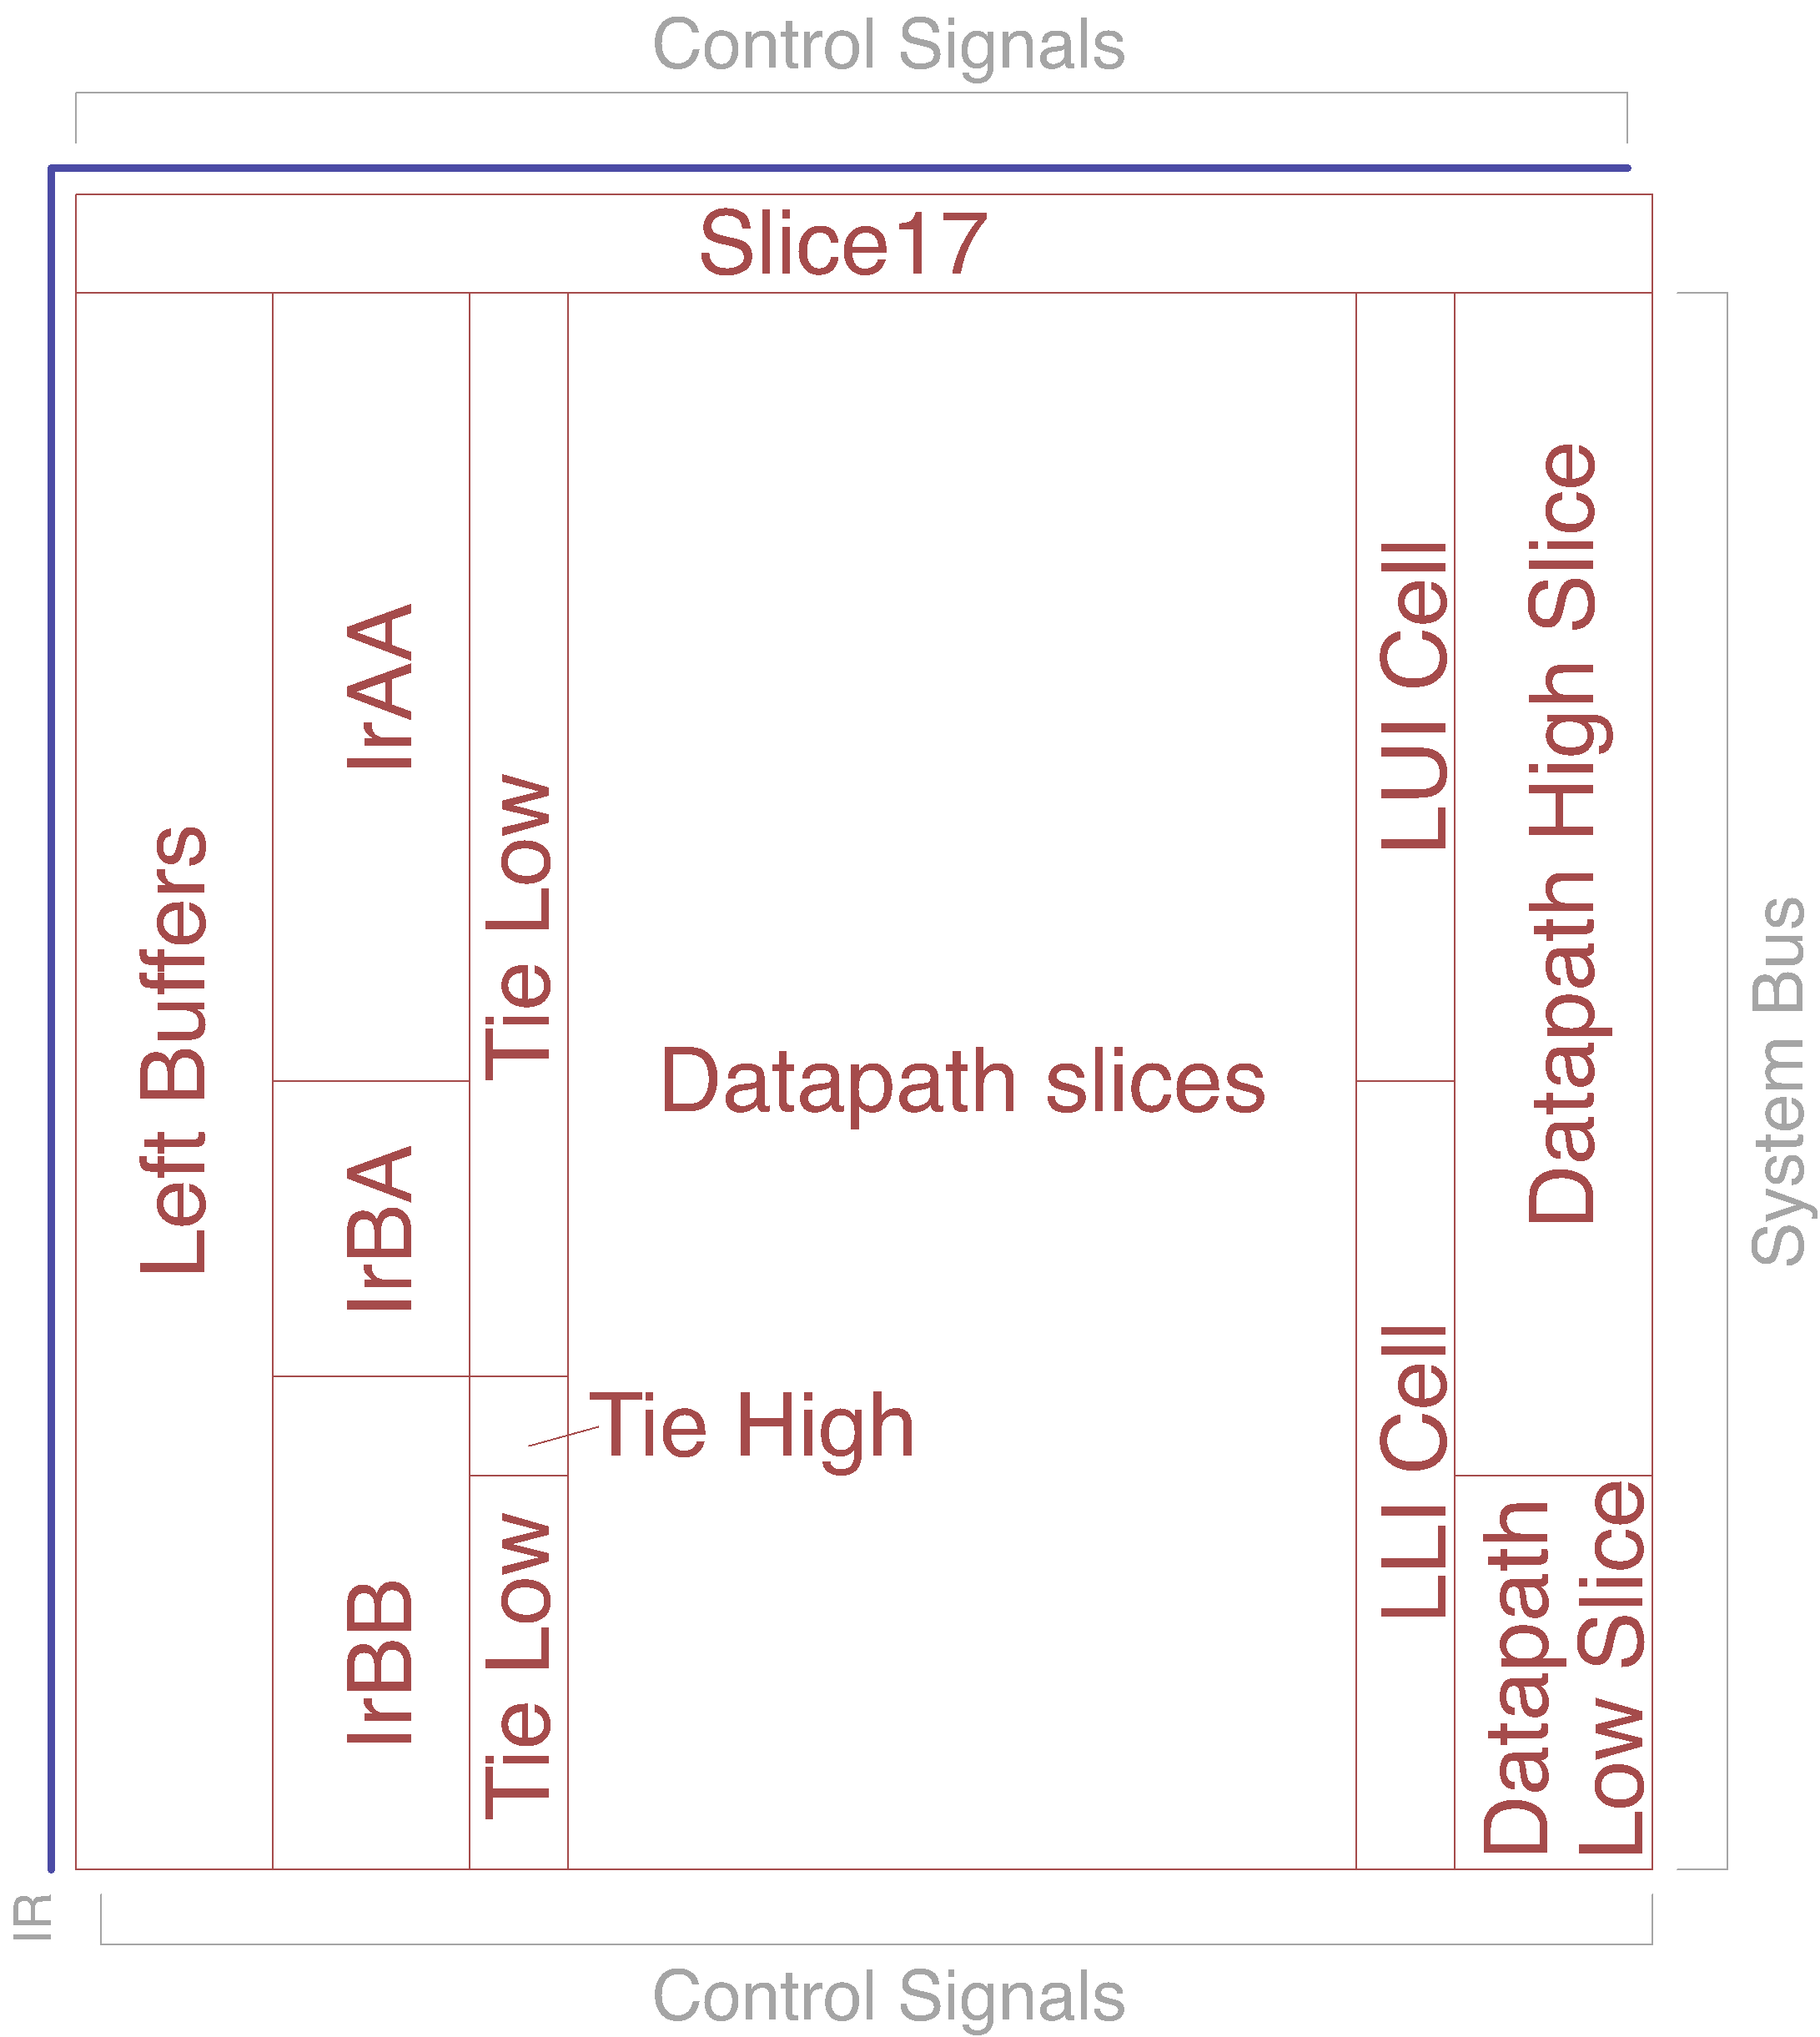 Control Signals
Slice17
Left Buffers
IrAA
IrBA
IrBB
Tie Low
Tie High
Tie Low
Datapath slices
LUI Cell
LLI Cell
Datapath High Slice
Datapath
Low Slice
System Bus
IR
Control Signals